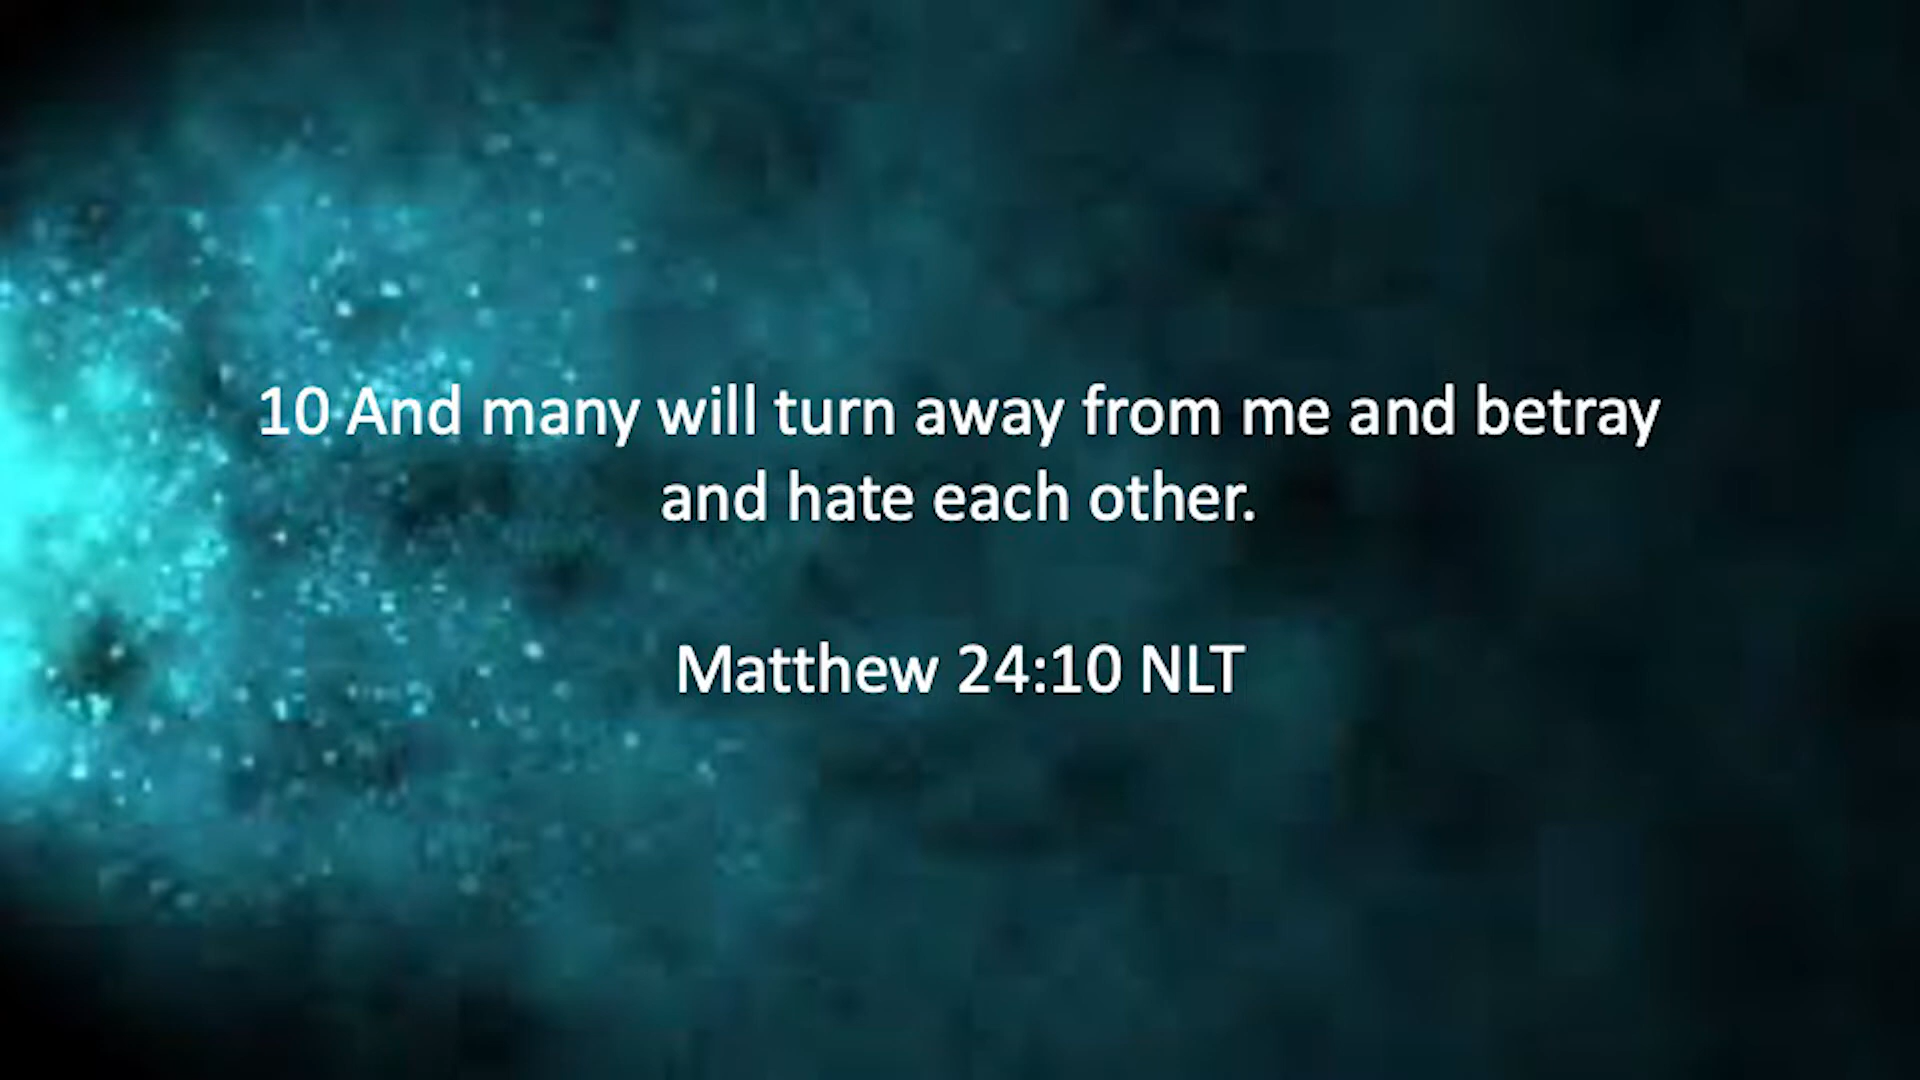 10 And many will turn away from me and betray
and hate each other.
Matthew 24:10 NLT